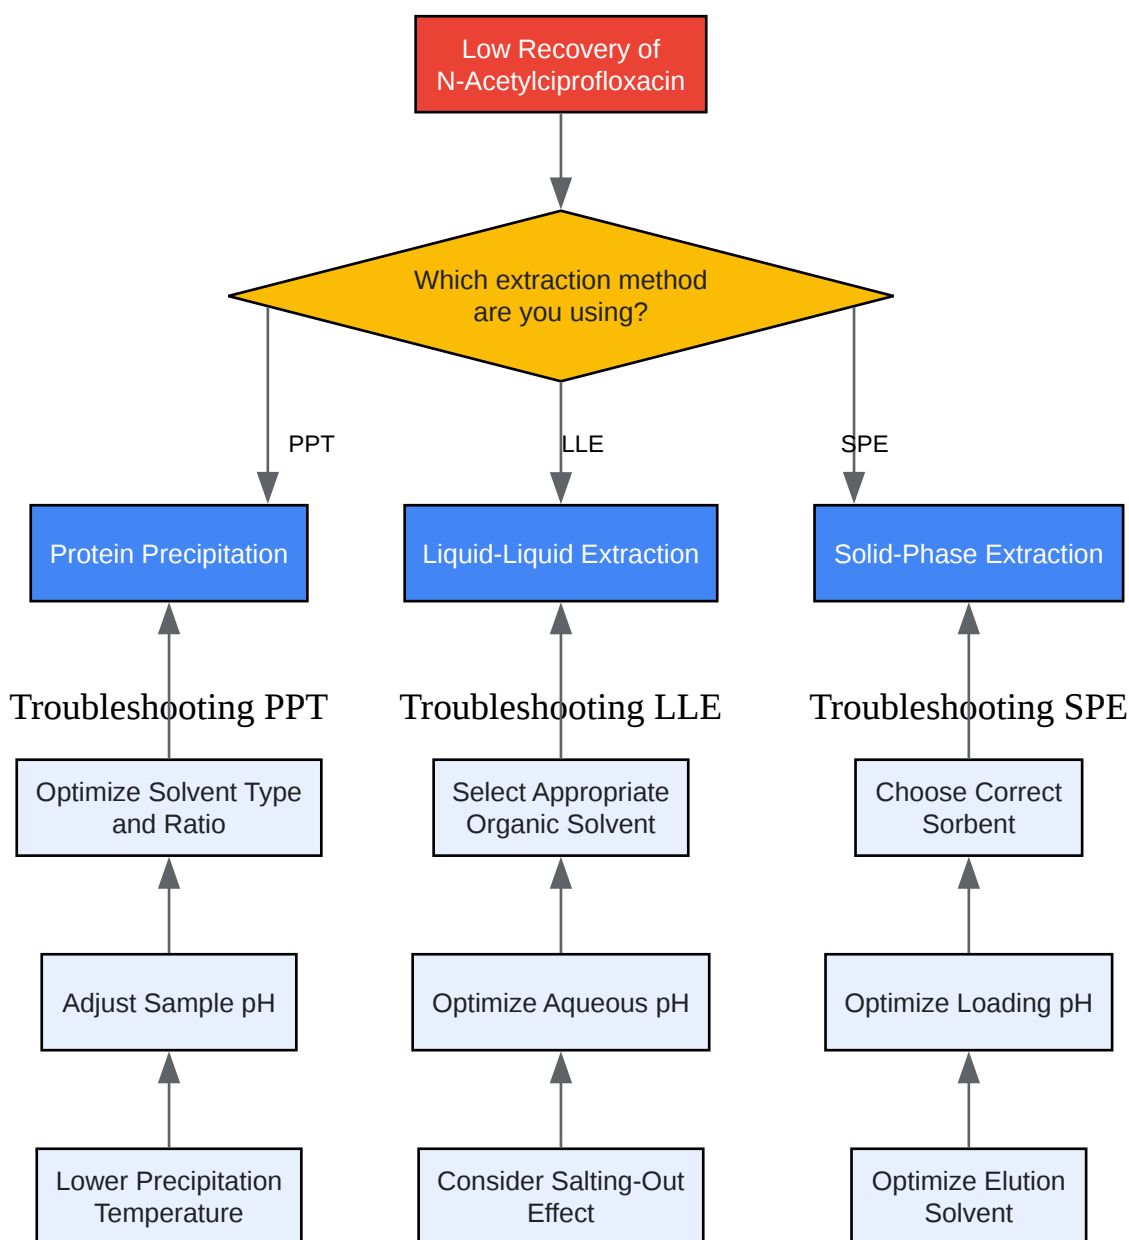 Low Recovery of
N-Acetylciprofloxacin
Which extraction method
are you using?
PPT
LLE
SPE
Protein Precipitation
Liquid-Liquid Extraction
Solid-Phase Extraction
Troubleshooting PPT
Troubleshooting LLE
Troubleshooting SPE
Optimize Solvent Type
and Ratio
Select Appropriate
Organic Solvent
Choose Correct
Sorbent
Adjust Sample pH
Optimize Aqueous pH
Optimize Loading pH
Lower Precipitation
Temperature
Consider Salting-Out
Effect
Optimize Elution
Solvent